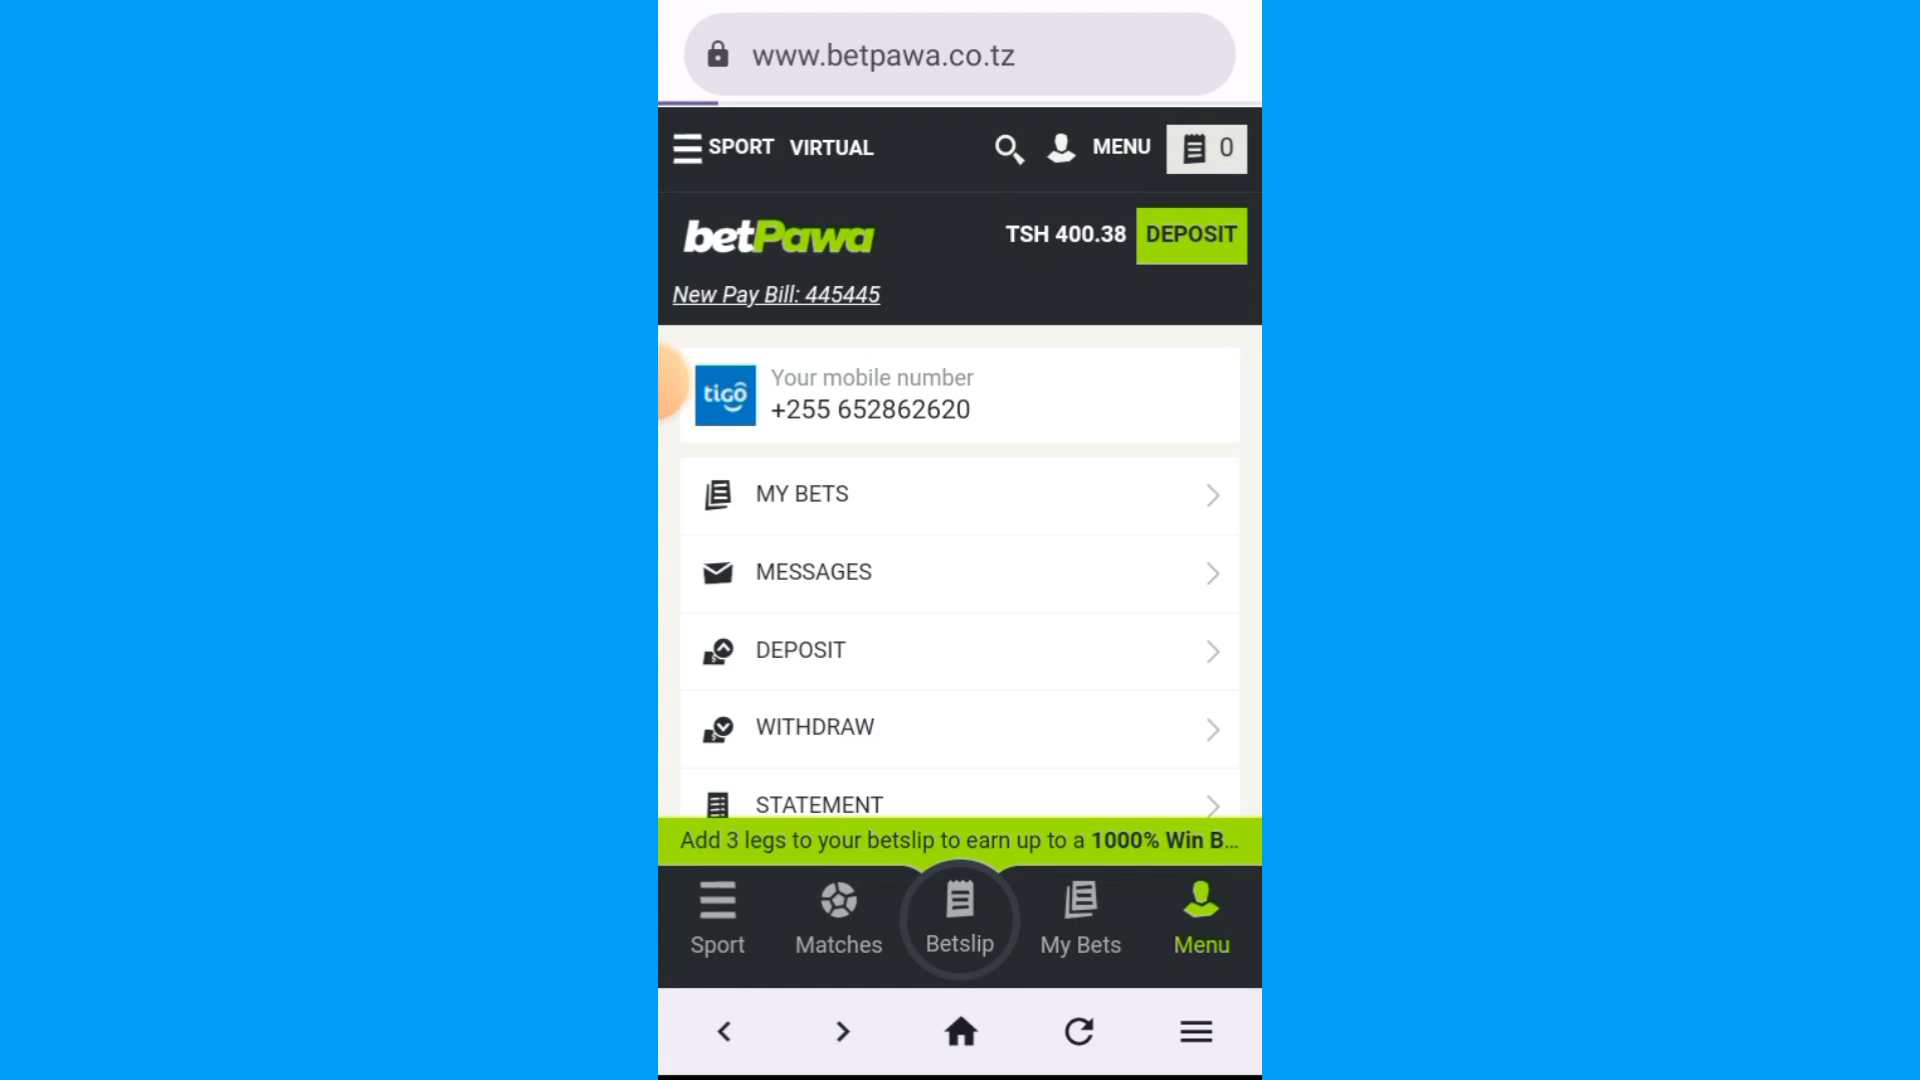 www.betpawa.co.tz
SPORT VIRTUAL MENU 0
betPawa TSH 400.38 DEPOSIT
New Pay Bill: 445445
tigo Your mobile number
+255 652862620
MY BETS
MESSAGES
DEPOSIT
WITHDRAW
STATEMENT
Add 3 legs to your betslip to earn up to a 1000% Win B...
Sport Matches Betslip My Bets Menu